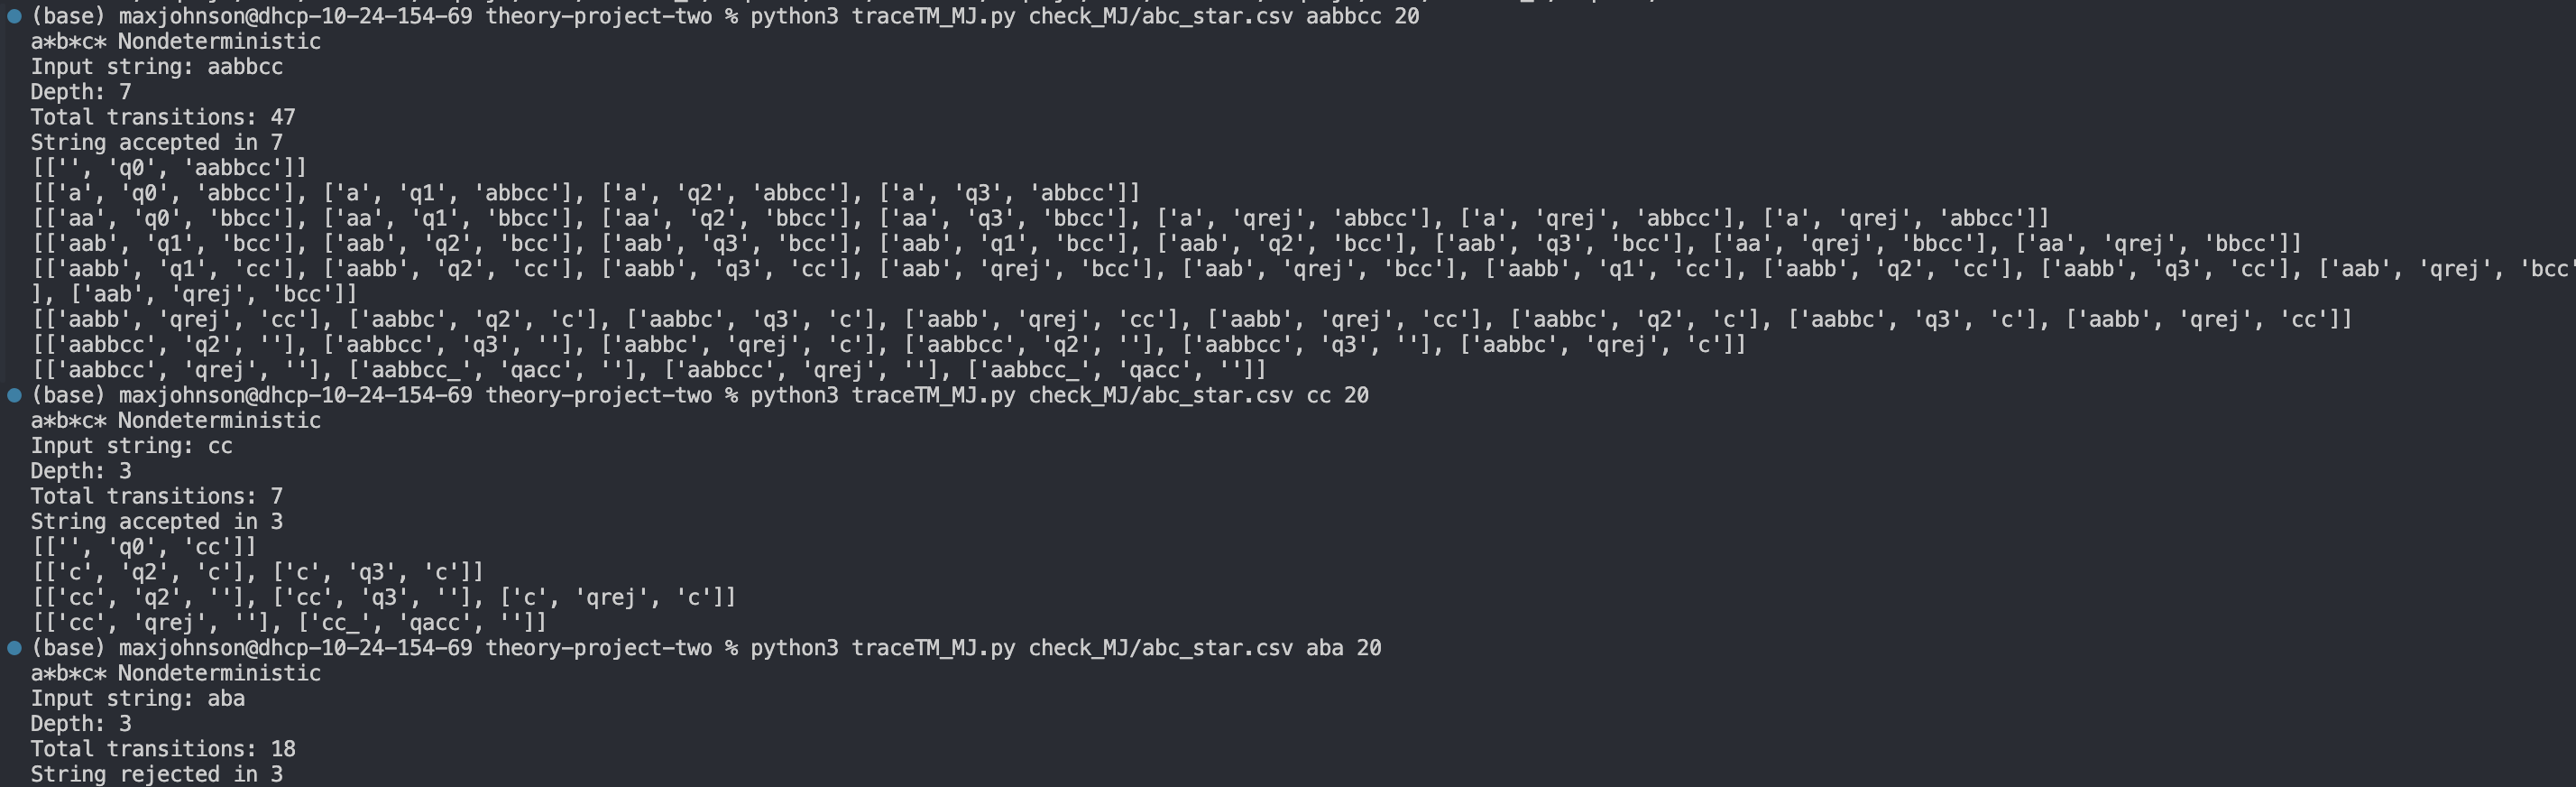 (base) maxjohnson@dhcp-10-24-154-69 theory-project-two % python3 traceTM_MJ.py check_MJ/abc_star.csv aabbcc 20
a*b*c* Nondeterministic
Input string: aabbcc
Depth: 7
Total transitions: 47
String accepted in 7
[['', 'q0', 'aabbcc']]
[['a', 'q0', 'abbcc'], ['a', 'q1', 'abbcc'], ['a', 'q2', 'abbcc'], ['a', 'q3', 'abbcc']]
[['aa', 'q0', 'bbcc'], ['aa', 'q1', 'bbcc'], ['aa', 'q2', 'bbcc'], ['aa', 'q3', 'bbcc'], ['a', 'qrej', 'abbcc'], ['a', 'qrej', 'abbcc'], ['a', 'qrej', 'abbcc']]
[['aab', 'q1', 'bcc'], ['aab', 'q2', 'bcc'], ['aab', 'q3', 'bcc'], ['aab', 'q1', 'bcc'], ['aab', 'q2', 'bcc'], ['aab', 'q3', 'bcc'], ['aa', 'qrej', 'bbcc'], ['aa', 'qrej', 'bbcc']]
[['aabb', 'q1', 'cc'], ['aabb', 'q2', 'cc'], ['aabb', 'q3', 'cc'], ['aab', 'qrej', 'bcc'], ['aab', 'qrej', 'bcc'], ['aabb', 'q1', 'cc'], ['aabb', 'q2', 'cc'], ['aabb', 'q3', 'cc'], ['aab', 'qrej', 'bcc'
], ['aab', 'qrej', 'bcc']]
[['aabb', 'qrej', 'cc'], ['aabbc', 'q2', 'c'], ['aabbc', 'q3', 'c'], ['aabb', 'qrej', 'cc'], ['aabb', 'qrej', 'cc'], ['aabbc', 'q2', 'c'], ['aabbc', 'q3', 'c'], ['aabb', 'qrej', 'cc']]
[['aabbcc', 'q2', ''], ['aabbcc', 'q3', ''], ['aabbc', 'qrej', 'c'], ['aabbcc', 'q2', ''], ['aabbcc', 'q3', ''], ['aabbc', 'qrej', 'c']]
[['aabbcc', 'qrej', ''], ['aabbcc_', 'qacc', ''], ['aabbcc', 'qrej', ''], ['aabbcc_', 'qacc', '']]
(base) maxjohnson@dhcp-10-24-154-69 theory-project-two % python3 traceTM_MJ.py check_MJ/abc_star.csv cc 20
a*b*c* Nondeterministic
Input string: cc
Depth: 3
Total transitions: 7
String accepted in 3
[['', 'q0', 'cc']]
[['c', 'q2', 'c'], ['c', 'q3', 'c']]
[['cc', 'q2', ''], ['cc', 'q3', ''], ['c', 'qrej', 'c']]
[['cc', 'qrej', ''], ['cc_', 'qacc', '']]
(base) maxjohnson@dhcp-10-24-154-69 theory-project-two % python3 traceTM_MJ.py check_MJ/abc_star.csv aba 20
a*b*c* Nondeterministic
Input string: aba
Depth: 3
Total transitions: 18
String rejected in 3